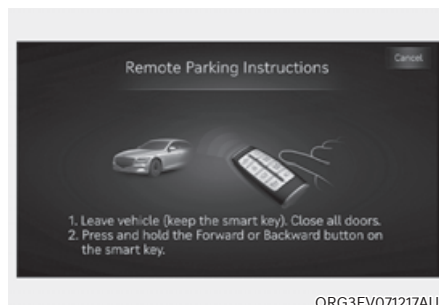 Cancel
Remote Parking Instructions
1. Leave vehicle (keep the smart key). Close all doors.
2. Press and hold the Forward or Backward button on
the smart key.
ORG3EV071217AU